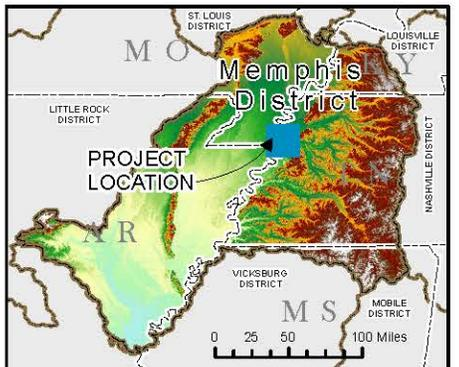 ST. LOUIS
DISTRICT
LOUISVILLE
DISTRICT
MO
KY
Memphis
District
LITTLE ROCK
DISTRICT
NASHVILLE DISTRICT
PROJECT
LOCATION
TN
AR
VICKSBURG
DISTRICT
MS
MOBILE
DISTRICT
0 25 50 100 Miles